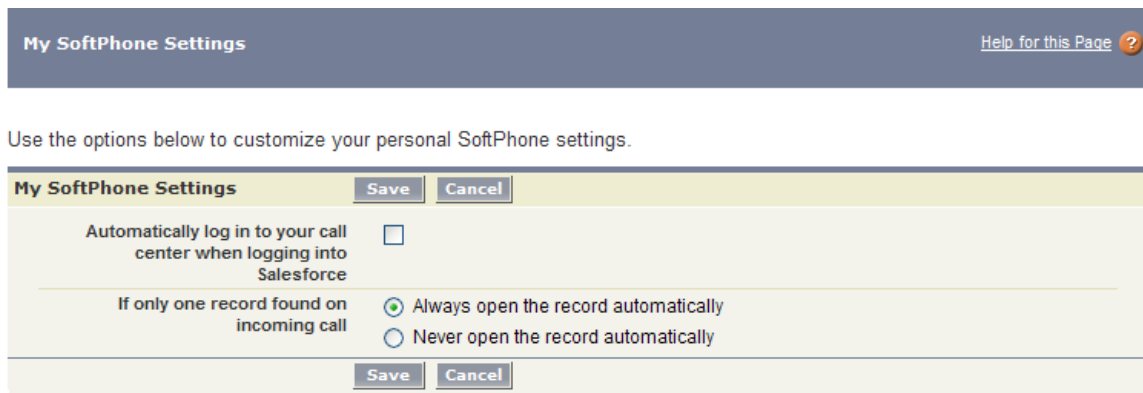 My SoftPhone Settings
Help for this Page ?
Use the options below to customize your personal SoftPhone settings.
My SoftPhone Settings Save Cancel
Automatically log in to your call
center when logging into
Salesforce
If only one record found on
incoming call
Always open the record automatically
Never open the record automatically
Save Cancel